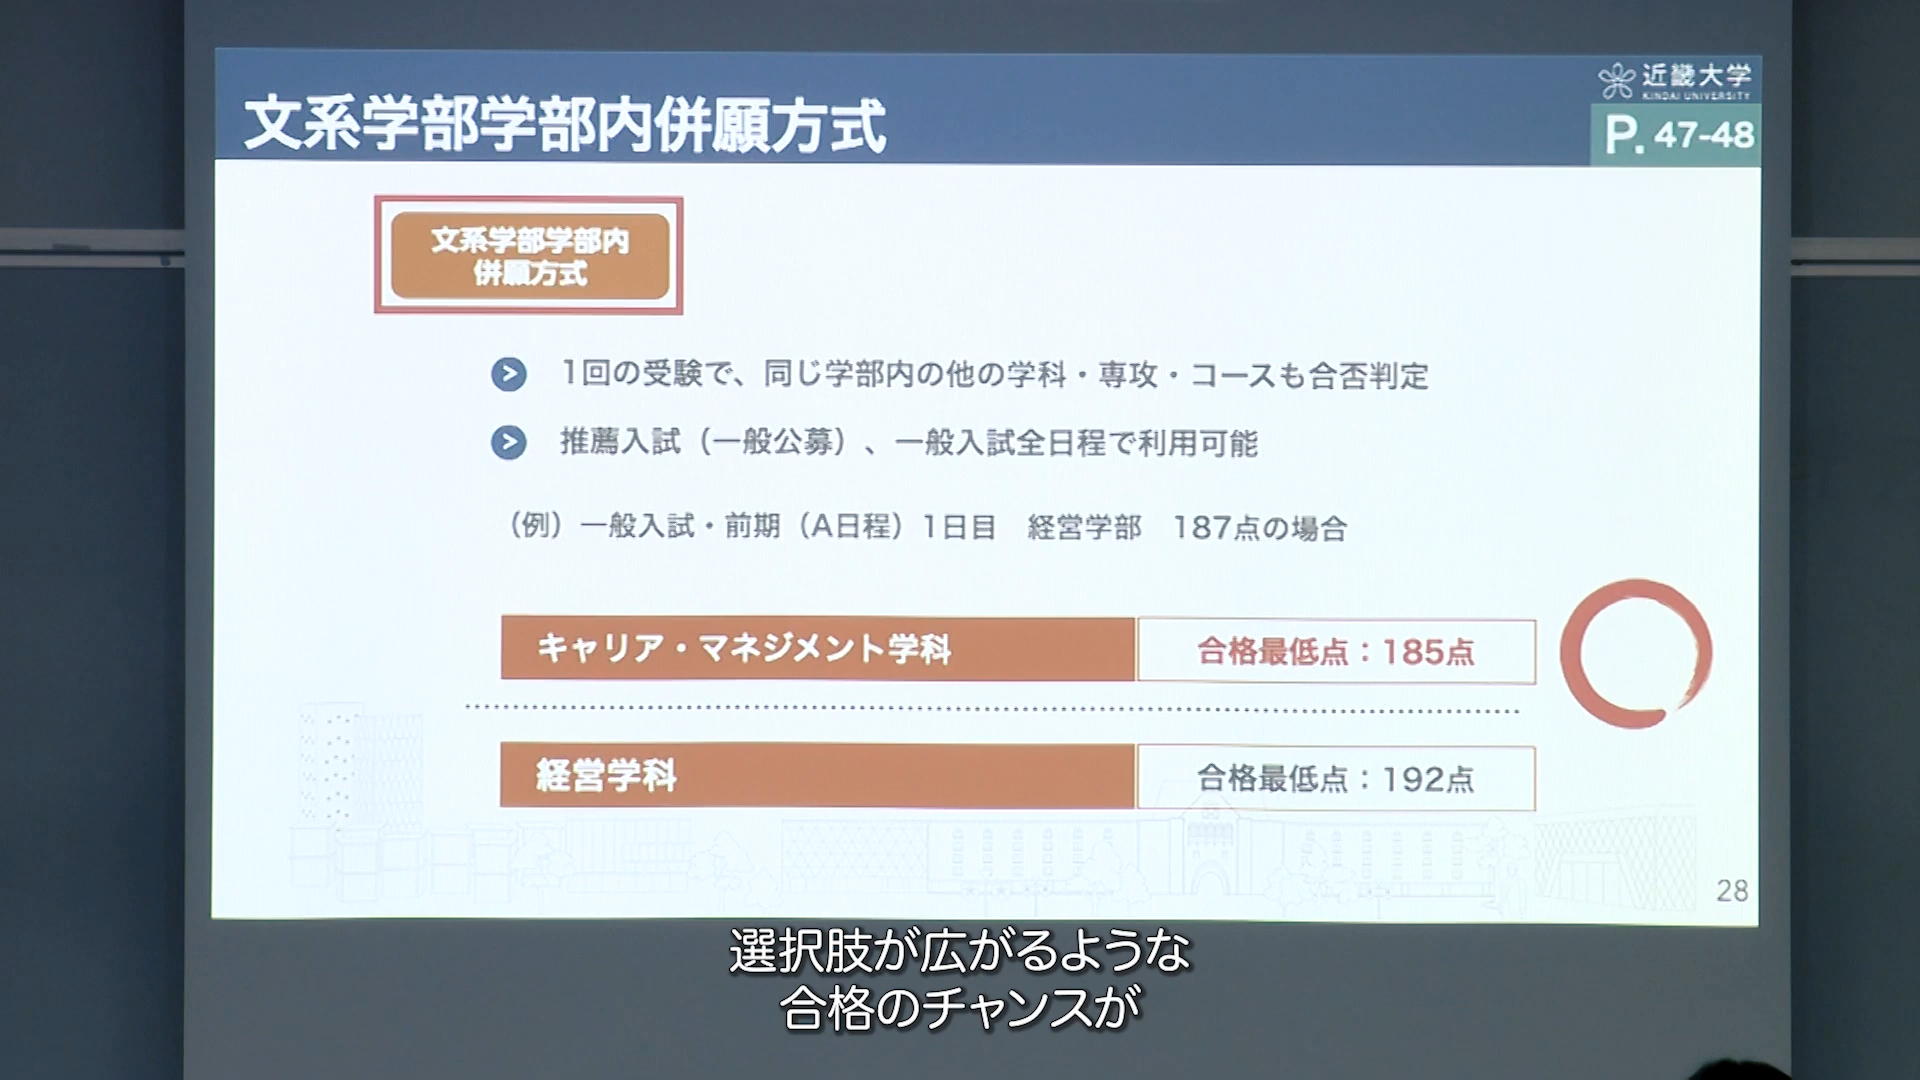 近畿大学
KINDAI UNIVERSITY
文系学部学部内併願方式
P. 47-48
文系学部学部内
併願方式
1回の受験で、同じ学部内の他の学科・専攻・コースも合否判定
推薦入試（一般公募）、一般入試全日程で利用可能
（例）一般入試・前期（A日程）1日目　経営学部　187点の場合
キャリア・マネジメント学科
合格最低点：185点
経営学科
合格最低点：192点
28
選択肢が広がるような
合格のチャンスが